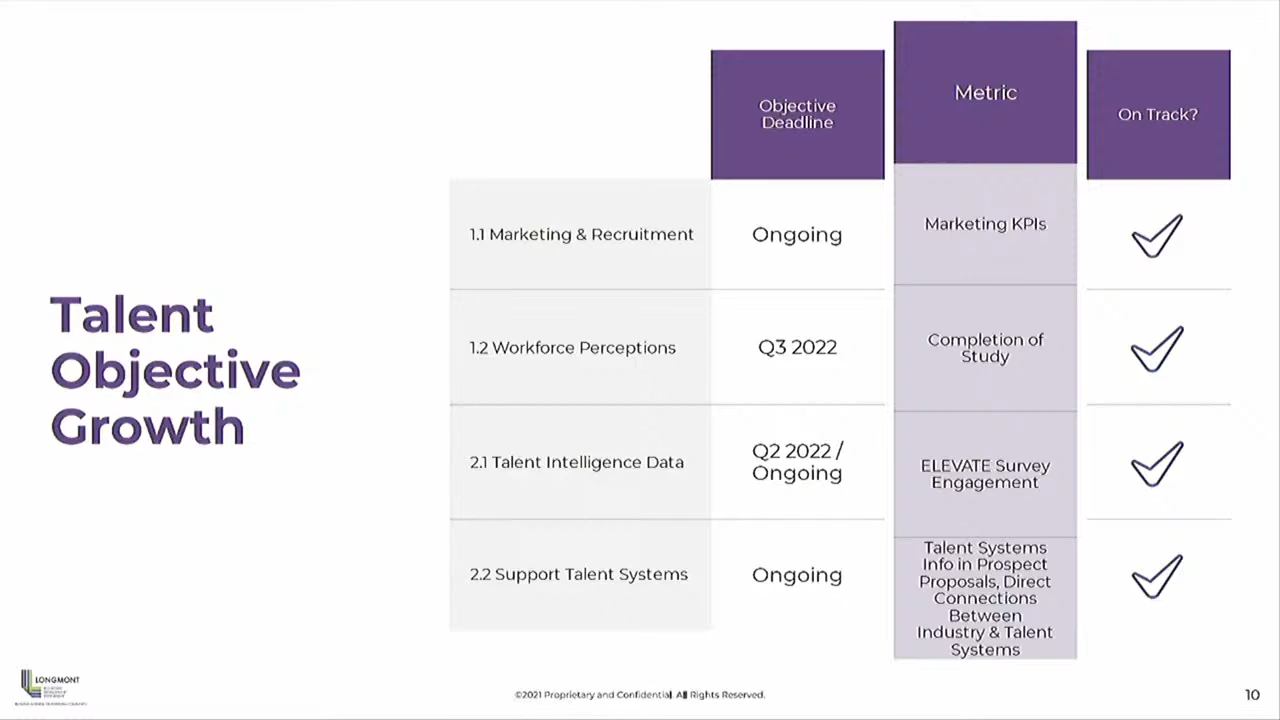 Objective
Deadline
Metric
On Track?
1.1 Marketing & Recruitment
Ongoing
Marketing KPIs
1.2 Workforce Perceptions
Q3 2022
Completion of
Study
2.1 Talent Intelligence Data
Q2 2022 /
Ongoing
ELEVATE Survey
Engagement
2.2 Support Talent Systems
Ongoing
Talent Systems
Info in Prospect
Proposals, Direct
Connections
Between
Industry & Talent
Systems
Talent
Objective
Growth
LONGMONT
©2021 Proprietary and Confidential. All Rights Reserved.
10